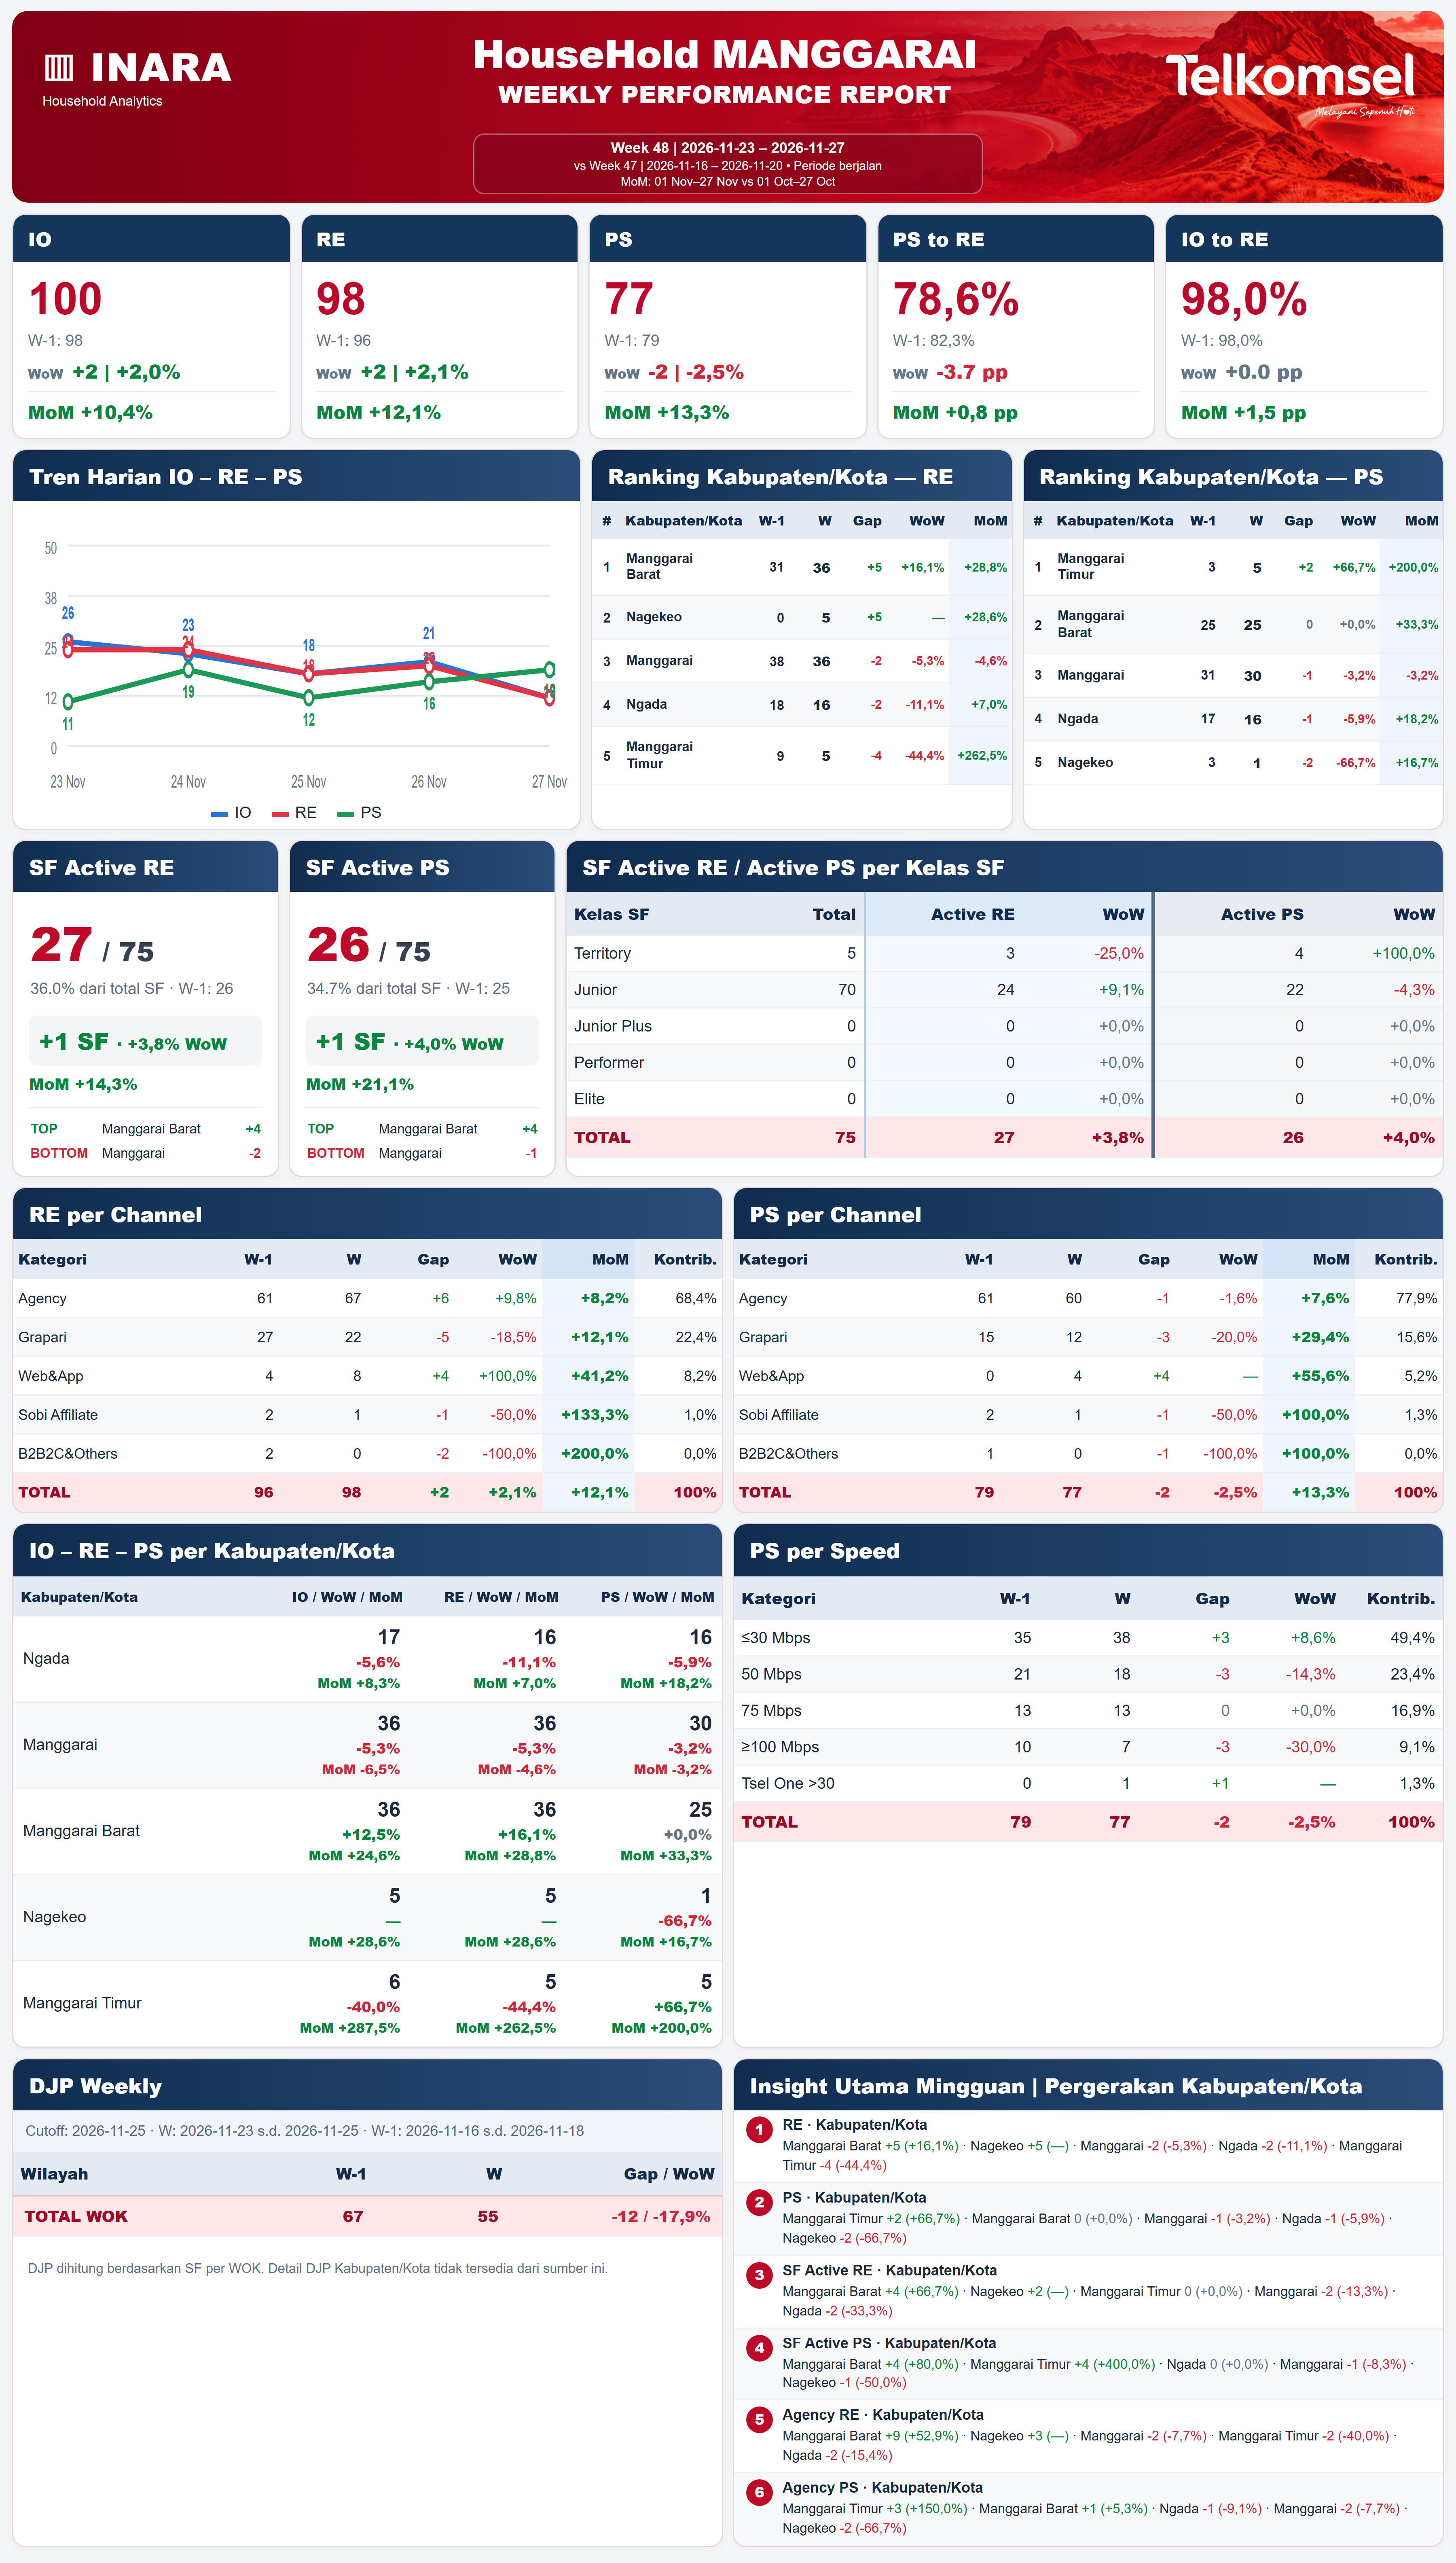 INARA
Household Analytics
HouseHold MANGGARAI
WEEKLY PERFORMANCE REPORT
Week 48 | 2026-11-23 – 2026-11-27
vs Week 47 | 2026-11-16 – 2026-11-20 • Periode berjalan
MoM: 01 Nov–27 Nov vs 01 Oct–27 Oct
Telkomsel
Melayani Sepenuh Hati
IO
100
W-1: 98
WoW +2 | +2,0%
MoM +10,4%
RE
98
W-1: 96
WoW +2 | +2,1%
MoM +12,1%
PS
77
W-1: 79
WoW -2 | -2,5%
MoM +13,3%
PS to RE
78,6%
W-1: 82,3%
WoW -3.7 pp
MoM +0,8 pp
IO to RE
98,0%
W-1: 98,0%
WoW +0.0 pp
MoM +1,5 pp
Tren Harian IO – RE – PS
50
38
25
12
0
26
23
18
21
24
18
20
11
19
12
16
23 Nov 24 Nov 25 Nov 26 Nov 27 Nov
IO RE PS
Ranking Kabupaten/Kota — RE
# Kabupaten/Kota W-1 W Gap WoW MoM
1 Manggarai Barat 31 36 +5 +16,1% +28,8%
2 Nagekeo 0 5 +5 — +28,6%
3 Manggarai 38 36 -2 -5,3% -4,6%
4 Ngada 18 16 -2 -11,1% +7,0%
5 Manggarai Timur 9 5 -4 -44,4% +262,5%
Ranking Kabupaten/Kota — PS
# Kabupaten/Kota W-1 W Gap WoW MoM
1 Manggarai Timur 3 5 +2 +66,7% +200,0%
2 Manggarai Barat 25 25 0 +0,0% +33,3%
3 Manggarai 31 30 -1 -3,2% -3,2%
4 Ngada 17 16 -1 -5,9% +18,2%
5 Nagekeo 3 1 -2 -66,7% +16,7%
SF Active RE
27 / 75
36.0% dari total SF · W-1: 26
+1 SF · +3,8% WoW
MoM +14,3%
TOP Manggarai Barat +4
BOTTOM Manggarai -2
SF Active PS
26 / 75
34.7% dari total SF · W-1: 25
+1 SF · +4,0% WoW
MoM +21,1%
TOP Manggarai Barat +4
BOTTOM Manggarai -1
SF Active RE / Active PS per Kelas SF
Kelas SF Total Active RE WoW Active PS WoW
Territory 5 3 -25,0% 4 +100,0%
Junior 70 24 +9,1% 22 -4,3%
Junior Plus 0 0 +0,0% 0 +0,0%
Performer 0 0 +0,0% 0 +0,0%
Elite 0 0 +0,0% 0 +0,0%
TOTAL 75 27 +3,8% 26 +4,0%
RE per Channel
Kategori W-1 W Gap WoW MoM Kontrib.
Agency 61 67 +6 +9,8% +8,2% 68,4%
Grapari 27 22 -5 -18,5% +12,1% 22,4%
Web&App 4 8 +4 +100,0% +41,2% 8,2%
Sobi Affiliate 2 1 -1 -50,0% +133,3% 1,0%
B2B2C&Others 2 0 -2 -100,0% +200,0% 0,0%
TOTAL 96 98 +2 +2,1% +12,1% 100%
PS per Channel
Kategori W-1 W Gap WoW MoM Kontrib.
Agency 61 60 -1 -1,6% +7,6% 77,9%
Grapari 15 12 -3 -20,0% +29,4% 15,6%
Web&App 0 4 +4 — +55,6% 5,2%
Sobi Affiliate 2 1 -1 -50,0% +100,0% 1,3%
B2B2C&Others 1 0 -1 -100,0% +100,0% 0,0%
TOTAL 79 77 -2 -2,5% +13,3% 100%
IO – RE – PS per Kabupaten/Kota
Kabupaten/Kota IO / WoW / MoM RE / WoW / MoM PS / WoW / MoM
17 16 16
Ngada -5,6% -11,1% -5,9%
MoM +8,3% MoM +7,0% MoM +18,2%
36 36 30
Manggarai -5,3% -5,3% -3,2%
MoM -6,5% MoM -4,6% MoM -3,2%
36 36 25
Manggarai Barat +12,5% +16,1% +0,0%
MoM +24,6% MoM +28,8% MoM +33,3%
5 5 1
Nagekeo — — -66,7%
MoM +28,6% MoM +28,6% MoM +16,7%
6 5 5
Manggarai Timur -40,0% -44,4% +66,7%
MoM +287,5% MoM +262,5% MoM +200,0%
PS per Speed
Kategori W-1 W Gap WoW Kontrib.
≤30 Mbps 35 38 +3 +8,6% 49,4%
50 Mbps 21 18 -3 -14,3% 23,4%
75 Mbps 13 13 0 +0,0% 16,9%
≥100 Mbps 10 7 -3 -30,0% 9,1%
Tsel One >30 0 1 +1 — 1,3%
TOTAL 79 77 -2 -2,5% 100%
DJP Weekly
Cutoff: 2026-11-25 · W: 2026-11-23 s.d. 2026-11-25 · W-1: 2026-11-16 s.d. 2026-11-18
Wilayah W-1 W Gap / WoW
TOTAL WOK 67 55 -12 / -17,9%
DJP dihitung berdasarkan SF per WOK. Detail DJP Kabupaten/Kota tidak tersedia dari sumber ini.
Insight Utama Mingguan | Pergerakan Kabupaten/Kota
1 RE · Kabupaten/Kota
Manggarai Barat +5 (+16,1%) · Nagekeo +5 (—) · Manggarai -2 (-5,3%) · Ngada -2 (-11,1%) · Manggarai
Timur -4 (-44,4%)
2 PS · Kabupaten/Kota
Manggarai Timur +2 (+66,7%) · Manggarai Barat 0 (+0,0%) · Manggarai -1 (-3,2%) · Ngada -1 (-5,9%) ·
Nagekeo -2 (-66,7%)
3 SF Active RE · Kabupaten/Kota
Manggarai Barat +4 (+66,7%) · Nagekeo +2 (—) · Manggarai Timur 0 (+0,0%) · Manggarai -2 (-13,3%) ·
Ngada -2 (-33,3%)
4 SF Active PS · Kabupaten/Kota
Manggarai Barat +4 (+80,0%) · Manggarai Timur +4 (+400,0%) · Ngada 0 (+0,0%) · Manggarai -1 (-8,3%) ·
Nagekeo -1 (-50,0%)
5 Agency RE · Kabupaten/Kota
Manggarai Barat +9 (+52,9%) · Nagekeo +3 (—) · Manggarai -2 (-7,7%) · Manggarai Timur -2 (-40,0%) ·
Ngada -2 (-15,4%)
6 Agency PS · Kabupaten/Kota
Manggarai Timur +3 (+150,0%) · Manggarai Barat +1 (+5,3%) · Ngada -1 (-9,1%) · Manggarai -2 (-7,7%) ·
Nagekeo -2 (-66,7%)